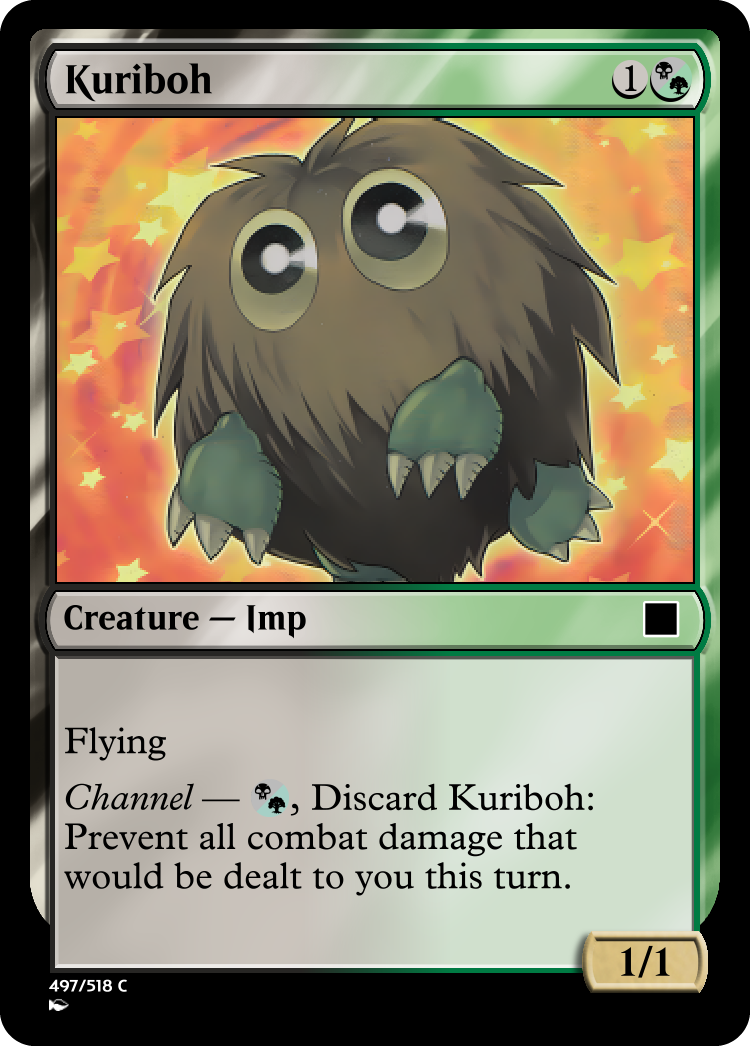 Kuriboh 1
Creature — Imp
Flying
Channel — , Discard Kuriboh:
Prevent all combat damage that
would be dealt to you this turn.
1/1
497/518 C